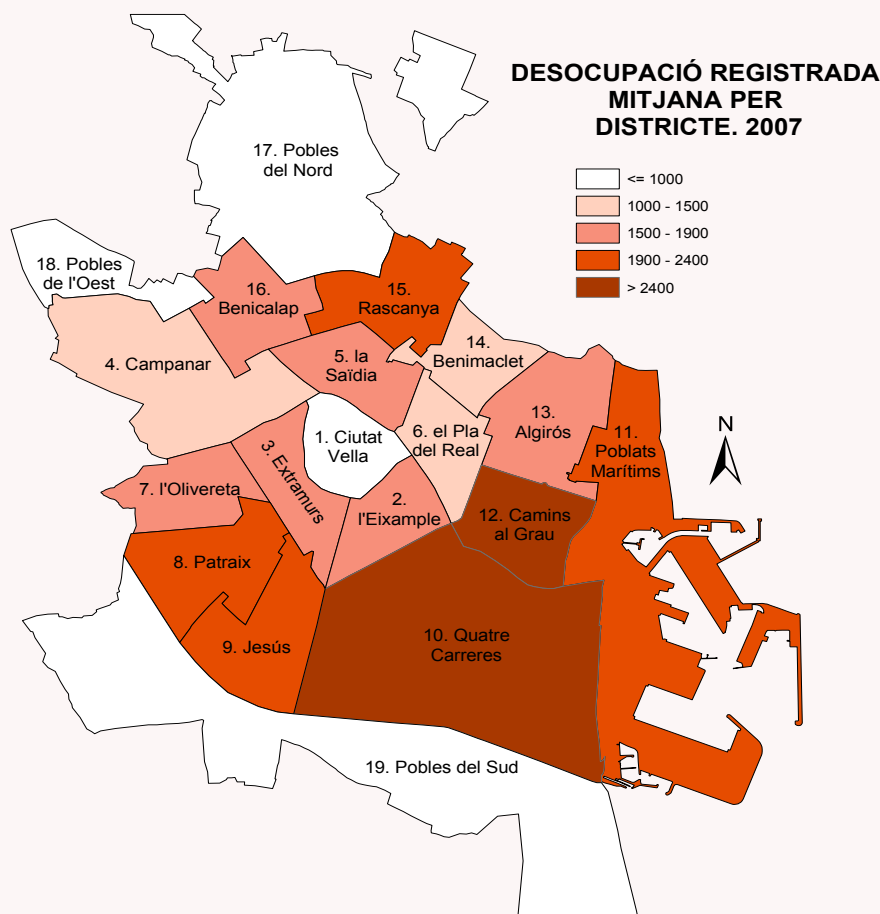 DESOCUPACIÓ REGISTRADA
MITJANA PER
DISTRICTE. 2007
<= 1000
1000 - 1500
1500 - 1900
1900 - 2400
> 2400
17. Pobles
del Nord
18. Pobles
de l'Oest
16.
Benicalap
15.
Rascanya
4. Campanar
5. la
Saïdia
14.
Benimaclet
1. Ciutat
Vella
6. el Pla
del Real
13.
Algirós
11.
Poblats
Marítims
N
3. Extramurs
7. l'Olivereta
2.
l'Eixample
12. Camins
al Grau
8. Patraix
9. Jesús
10. Quatre
Carreres
19. Pobles del Sud